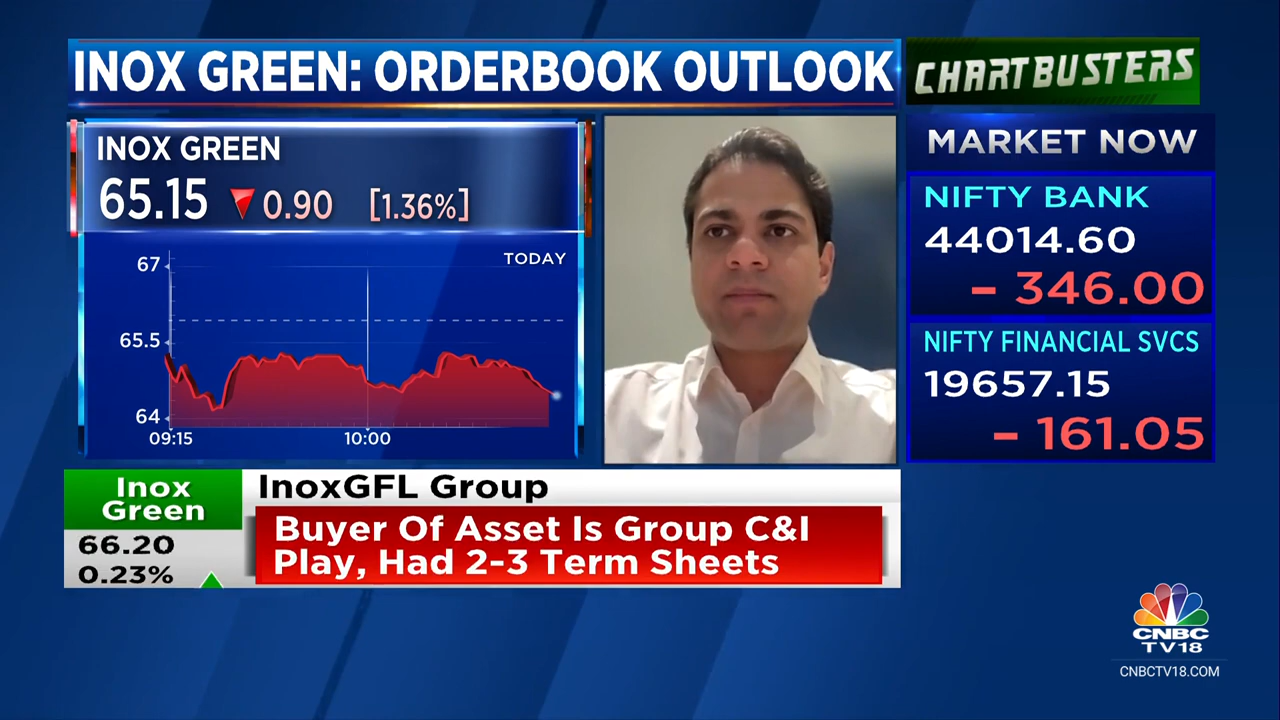 INOX GREEN: ORDERBOOK OUTLOOK
CHARTBUSTERS
INOX GREEN
65.15 ▼ 0.90 [1.36%]
TODAY
67
65.5
64
09:15 10:00
MARKET NOW
NIFTY BANK
44014.60
– 346.00
NIFTY FINANCIAL SVCS
19657.15
– 161.05
Inox
Green
66.20
0.23%
InoxGFL Group
Buyer Of Asset Is Group C&I
Play, Had 2-3 Term Sheets
CNBC
TV18
CNBCTV18.COM